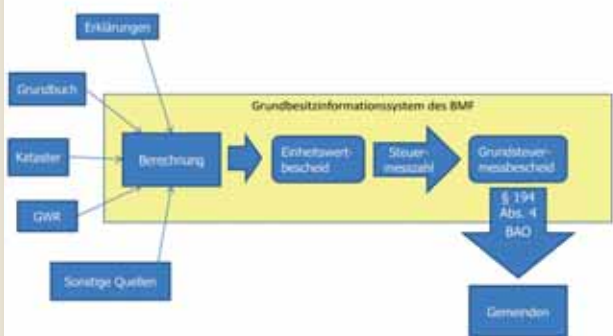 Erklärungen
Grundbuch
Grundbesitzinformationssystem des BMF
Kataster
Berechnung
Einheitswert-
bescheid
Steuer-
messzahl
Grundsteuer-
messbescheid
GWR
§ 194
Abs. 4
BAO
Sonstige Quellen
Gemeinden